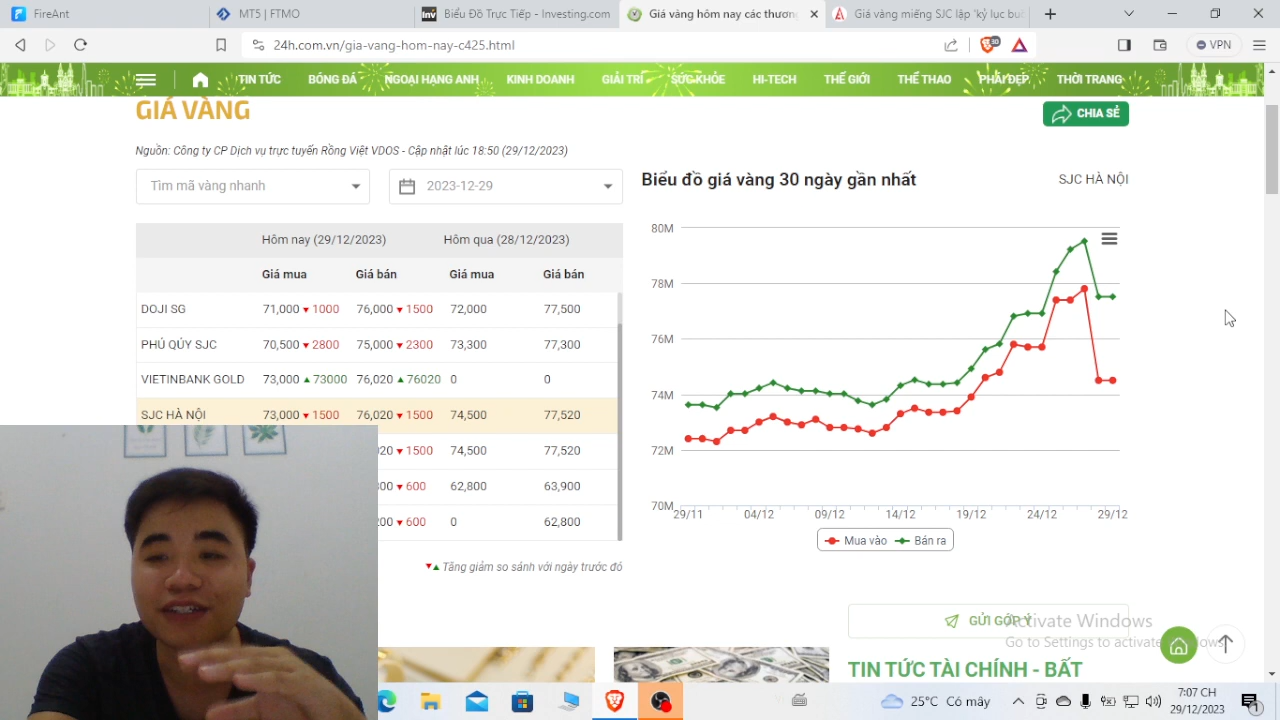 FireAnt
MT5 | FTMO
Biểu Đồ Trực Tiếp - Investing.com
Giá vàng hôm nay các thương
Giá vàng miếng SJC lập 'kỷ lục bu
24h.com.vn/gia-vang-hom-nay-c425.html
30
VPN
TIN TỨC BÓNG ĐÁ NGOẠI HẠNG ANH KINH DOANH GIẢI TRÍ SỨC KHỎE HI-TECH THẾ GIỚI THỂ THAO PHÁI ĐẸP THỜI TRANG
GIÁ VÀNG
CHIA SẺ
Nguồn: Công ty CP Dịch vụ trực tuyến Rồng Việt VDOS - Cập nhật lúc 18:50 (29/12/2023)
Tìm mã vàng nhanh
2023-12-29
Hôm nay (29/12/2023) Hôm qua (28/12/2023)
Giá mua Giá bán Giá mua Giá bán
DOJI SG 71,000 ▼ 1000 76,000 ▼ 1500 72,000 77,500
PHÚ QÚY SJC 70,500 ▼ 2800 75,000 ▼ 2300 73,300 77,300
VIETINBANK GOLD 73,000 ▲ 73000 76,020 ▲ 76020 0 0
SJC HÀ NỘI 73,000 ▼ 1500 76,020 ▼ 1500 74,500 77,520
020 ▼ 1500 74,500 77,520
▼ 600 62,800 63,900
200 ▼ 600 0 62,800
▼▲ Tăng giảm so sánh với ngày trước đó
Biểu đồ giá vàng 30 ngày gần nhất
SJC HÀ NỘI
80M
78M
76M
74M
72M
70M
29/11 04/12 09/12 14/12 19/12 24/12 29/12
Mua vào Bán ra
GỬI GÓP Ý
Activate Windows
Go to Settings to activate Windows.
TIN TỨC TÀI CHÍNH - BẤT
25°C Có mây
7:07 CH
29/12/2023
1